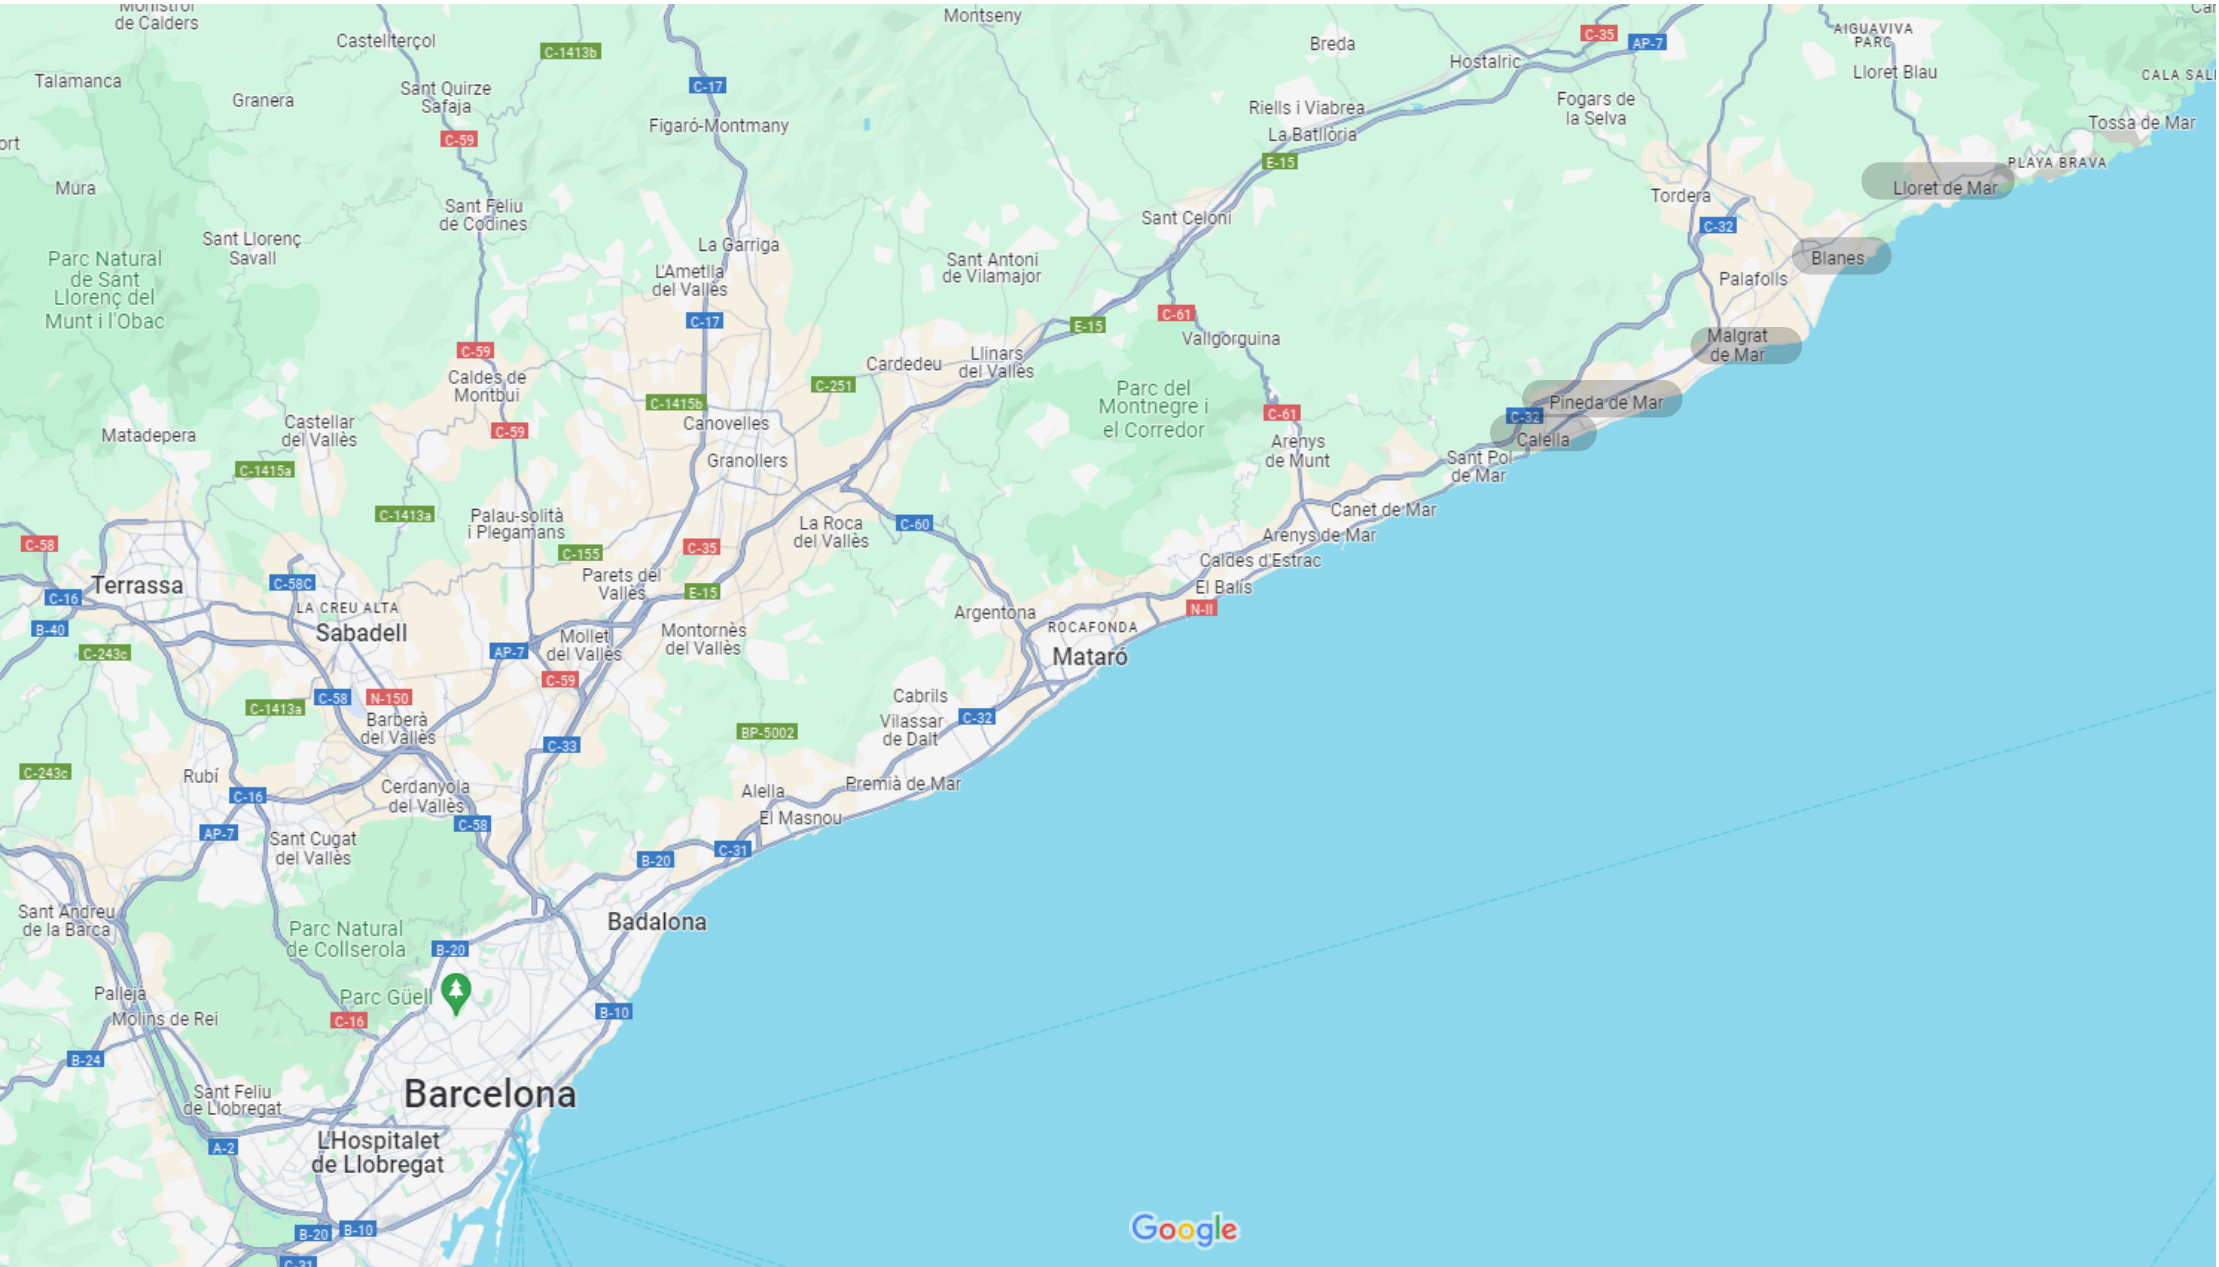 Monistrol
de Calders
Montseny
Castellterçol
C-1413b
Breda
C-35
AP-7
AIGUAVIVA
PARC
Hostalric
Lloret Blau
CALA SAL
Talamanca
C-17
Sant Quirze
Safaja
Granera
Riells i Viabrea
Fogars de
la Selva
Figaró-Montmany
La Batllòria
Tossa de Mar
C-59
ort
E-15
PLAYA BRAVA
Mura
Lloret de Mar
Tordera
Sant Feliu
de Codines
Sant Celoni
C-32
Sant Llorenç
Savall
La Garriga
Blanes
Parc Natural
de Sant
Llorenç del
Munt i l'Obac
Sant Antoni
de Vilamajor
L'Ametlla
del Vallès
Palafolls
C-17
C-61
E-15
Vallgorguina
Malgrat
de Mar
C-59
Llinars
del Vallès
Cardedeu
Caldes de
Montbui
C-251
Parc del
Montnegre i
el Corredor
C-1415b
Pineda de Mar
C-61
C-32
Canovelles
Castellar
del Vallès
C-59
Matadepera
Calella
Arenys
de Munt
Granollers
Sant Pol
de Mar
C-1415a
Canet de Mar
C-1413a
Palau-solità
i Plegamans
La Roca
del Vallès
C-60
Arenys de Mar
C-58
C-155
C-35
Caldes d'Estrac
Terrassa
C-58C
Parets del
Vallès
El Balis
C-16
E-15
LA CREU ALTA
N-II
Argentona
B-40
Sabadell
ROCAFONDA
Mollet
del Vallès
Montornès
del Vallès
C-243c
AP-7
Mataró
C-59
C-58
N-150
Cabrils
C-1413a
C-32
Barberà
del Vallès
Vilassar
de Dalt
BP-5002
C-33
C-243c
Rubí
Premià de Mar
Cerdanyola
del Vallès
Alella
C-16
El Masnou
C-58
AP-7
Sant Cugat
del Vallès
C-31
B-20
Sant Andreu
de la Barca
Badalona
Parc Natural
de Collserola
B-20
Pallejà
Parc Güell
B-10
Molins de Rei
C-16
B-24
Barcelona
Sant Feliu
de Llobregat
L'Hospitalet
de Llobregat
A-2
B-20
B-10
Google
C-31